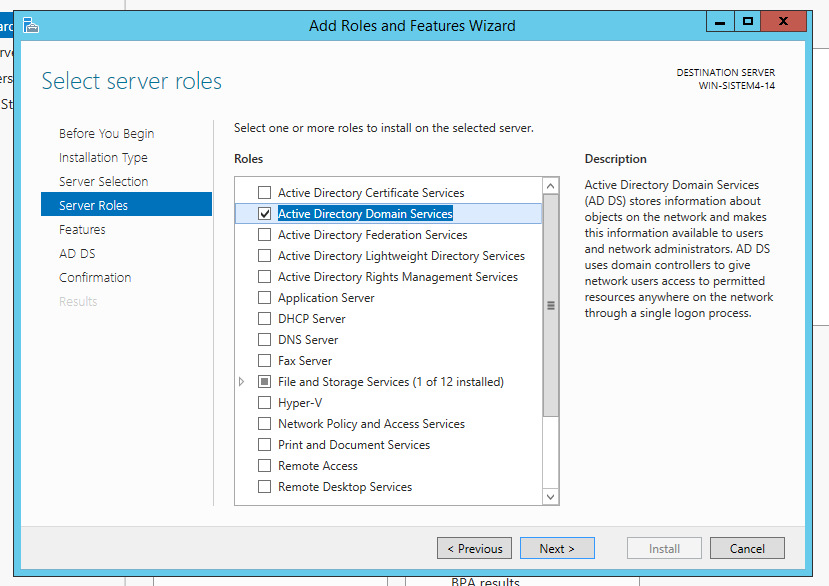 Add Roles and Features Wizard
Select server roles
DESTINATION SERVER
WIN-SISTEM4-14
Before You Begin
Installation Type
Server Selection
Server Roles
Features
AD DS
Confirmation
Results
Select one or more roles to install on the selected server.
Roles
Active Directory Certificate Services
Active Directory Domain Services
Active Directory Federation Services
Active Directory Lightweight Directory Services
Active Directory Rights Management Services
Application Server
DHCP Server
DNS Server
Fax Server
File and Storage Services (1 of 12 installed)
Hyper-V
Network Policy and Access Services
Print and Document Services
Remote Access
Remote Desktop Services
Description
Active Directory Domain Services
(AD DS) stores information about
objects on the network and makes
this information available to users
and network administrators. AD DS
uses domain controllers to give
network users access to permitted
resources anywhere on the network
through a single logon process.
< Previous
Next >
Install
Cancel
BPA results